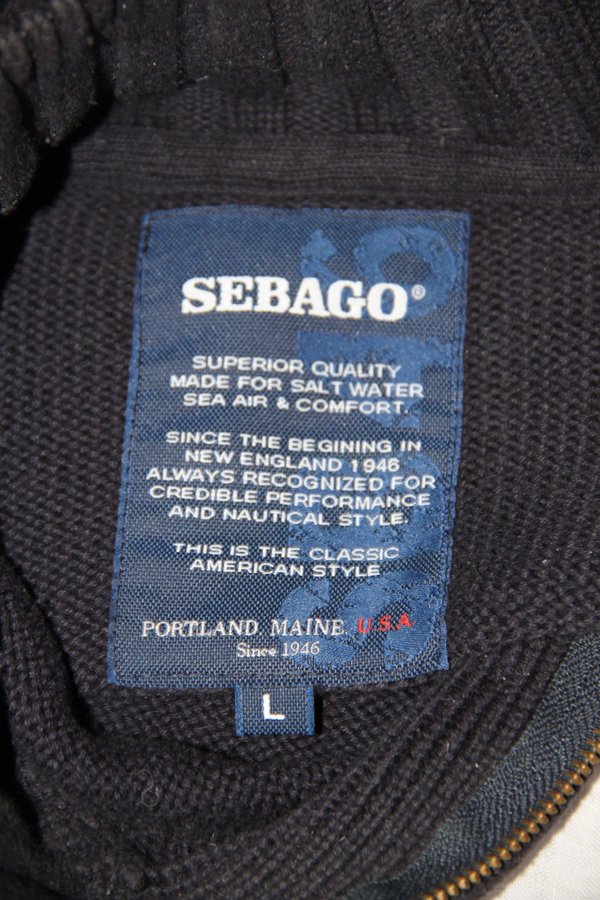 SEBAGO®
SUPERIOR QUALITY
MADE FOR SALT WATER
SEA AIR & COMFORT.
SINCE THE BEGINING IN
NEW ENGLAND 1946
ALWAYS RECOGNIZED FOR
CREDIBLE PERFORMANCE
AND NAUTICAL STYLE.
THIS IS THE CLASSIC
AMERICAN STYLE
PORTLAND. MAINE. U.S.A.
Since 1946
L